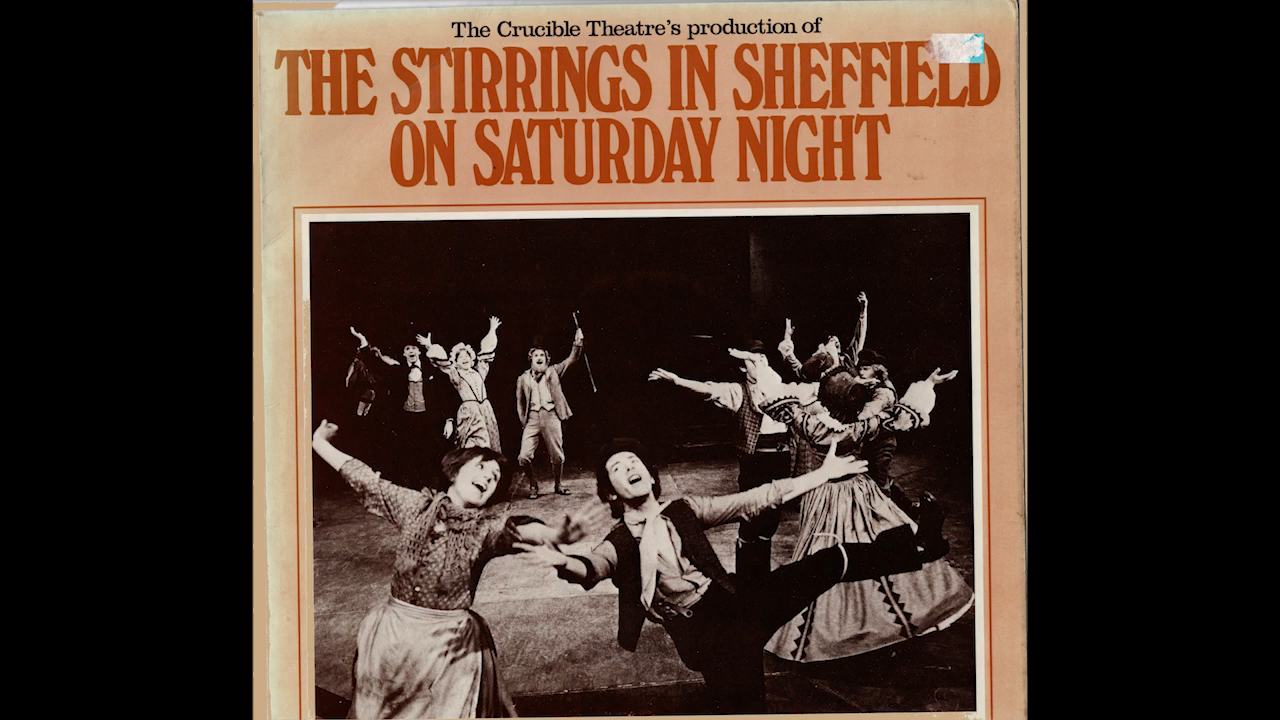 The Crucible Theatre's production of
THE STIRRINGS IN SHEFFIELD
ON SATURDAY NIGHT